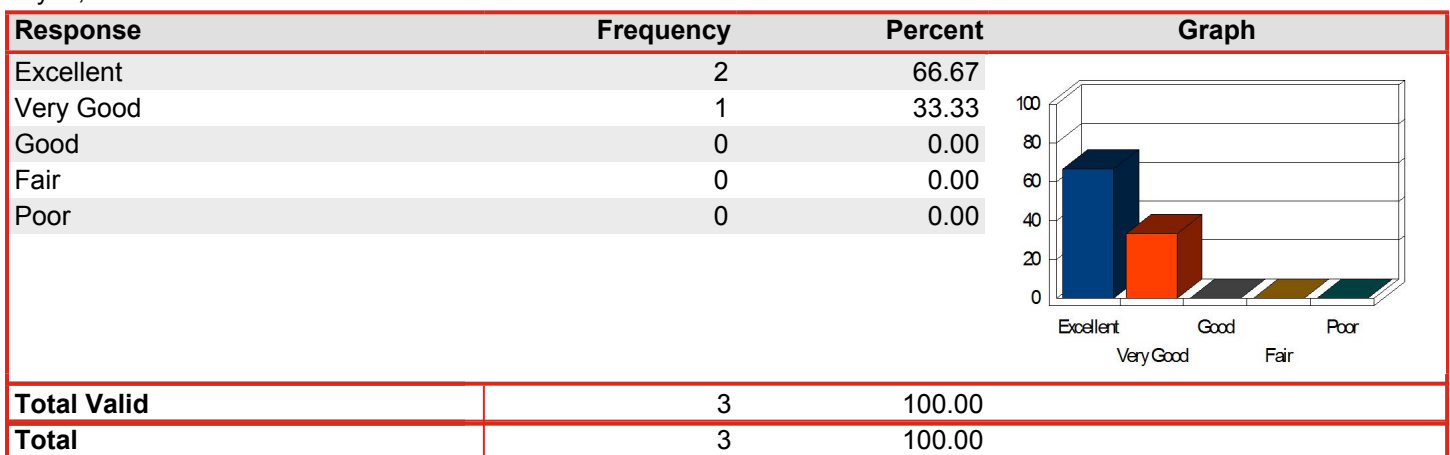 Response Frequency Percent Graph
Excellent 2 66.67
Very Good 1 33.33
Good 0 0.00
Fair 0 0.00
Poor 0 0.00
100
80
60
40
20
0
Excellent Good Poor
Very Good Fair
Total Valid 3 100.00
Total 3 100.00